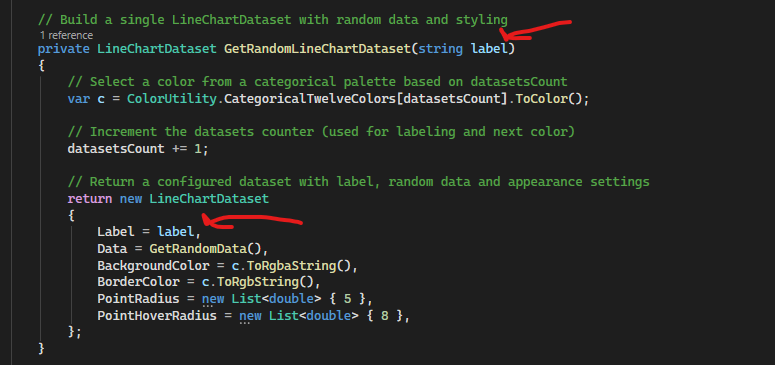 // Build a single LineChartDataset with random data and styling
1 reference
private LineChartDataset GetRandomLineChartDataset(string label)
{
// Select a color from a categorical palette based on datasetsCount
var c = ColorUtility.CategoricalTwelveColors[datasetsCount].ToColor();
// Increment the datasets counter (used for labeling and next color)
datasetsCount += 1;
// Return a configured dataset with label, random data and appearance settings
return new LineChartDataset
{
Label = label,
Data = GetRandomData(),
BackgroundColor = c.ToRgbaString(),
BorderColor = c.ToRgbString(),
PointRadius = new List<double> { 5 },
PointHoverRadius = new List<double> { 8 },
};
}